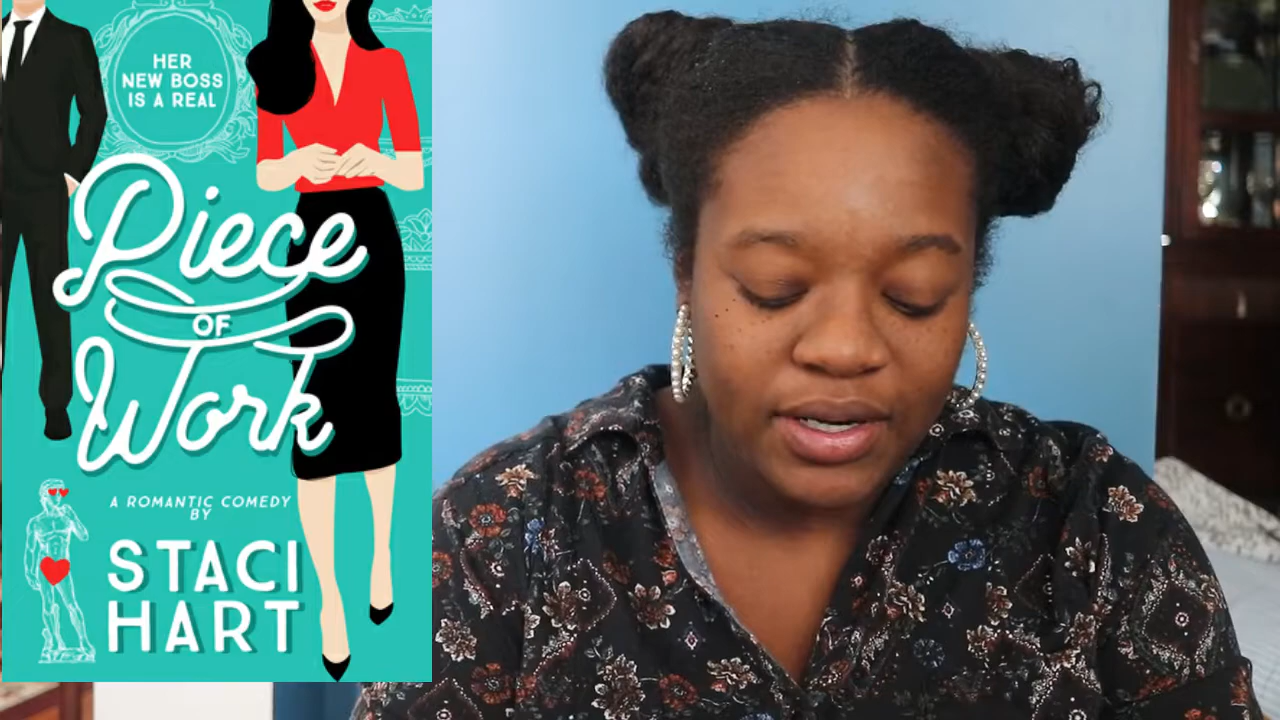 HER
NEW BOSS
IS A REAL
Piece
OF
Work
A ROMANTIC COMEDY
BY
STACI
HART